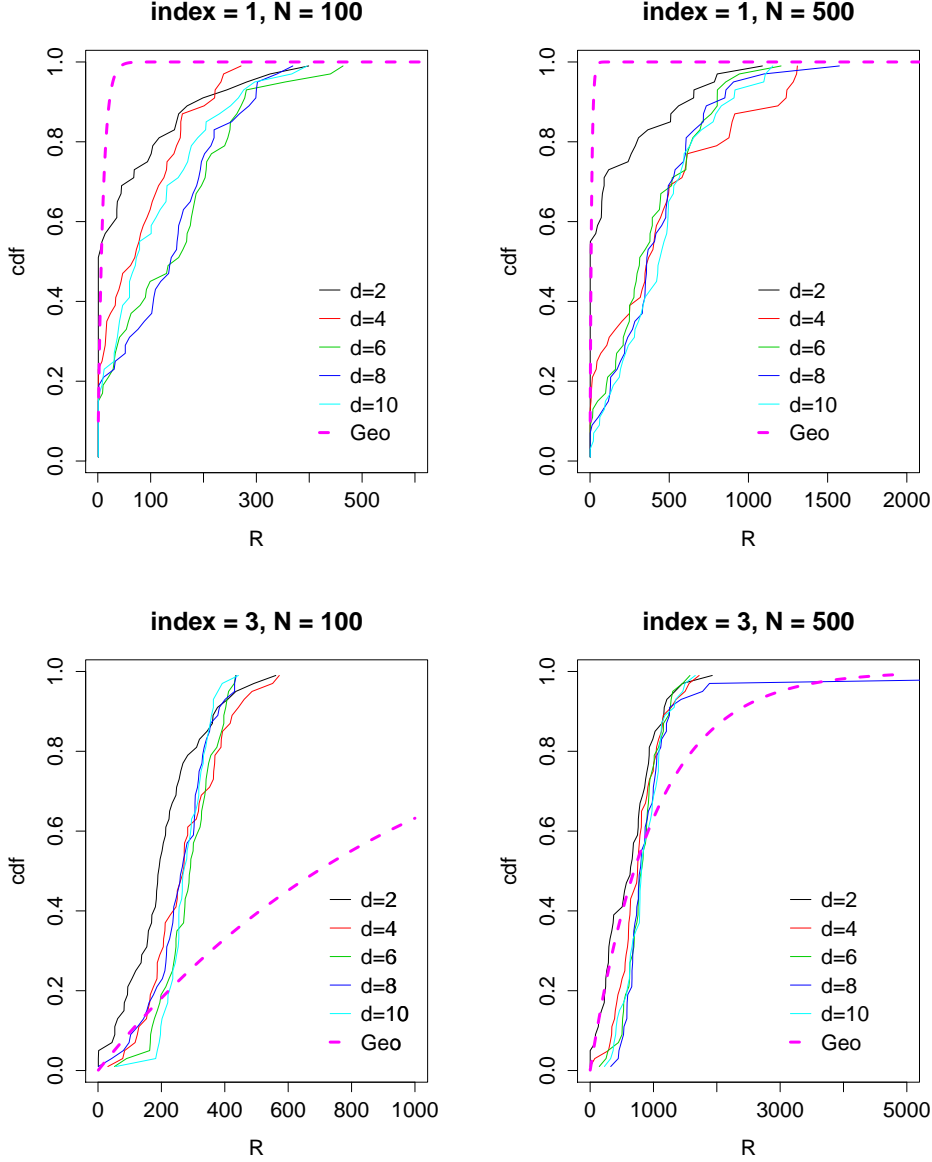 index = 1, N = 100
cdf
0.0 0.2 0.4 0.6 0.8 1.0
0 100 300 500
R
d=2
d=4
d=6
d=8
d=10
Geo
index = 1, N = 500
cdf
0.0 0.2 0.4 0.6 0.8 1.0
0 500 1000 1500 2000
R
d=2
d=4
d=6
d=8
d=10
Geo
index = 3, N = 100
cdf
0.0 0.2 0.4 0.6 0.8 1.0
0 200 400 600 800 1000
R
d=2
d=4
d=6
d=8
d=10
Geo
index = 3, N = 500
cdf
0.0 0.2 0.4 0.6 0.8 1.0
0 1000 3000 5000
R
d=2
d=4
d=6
d=8
d=10
Geo